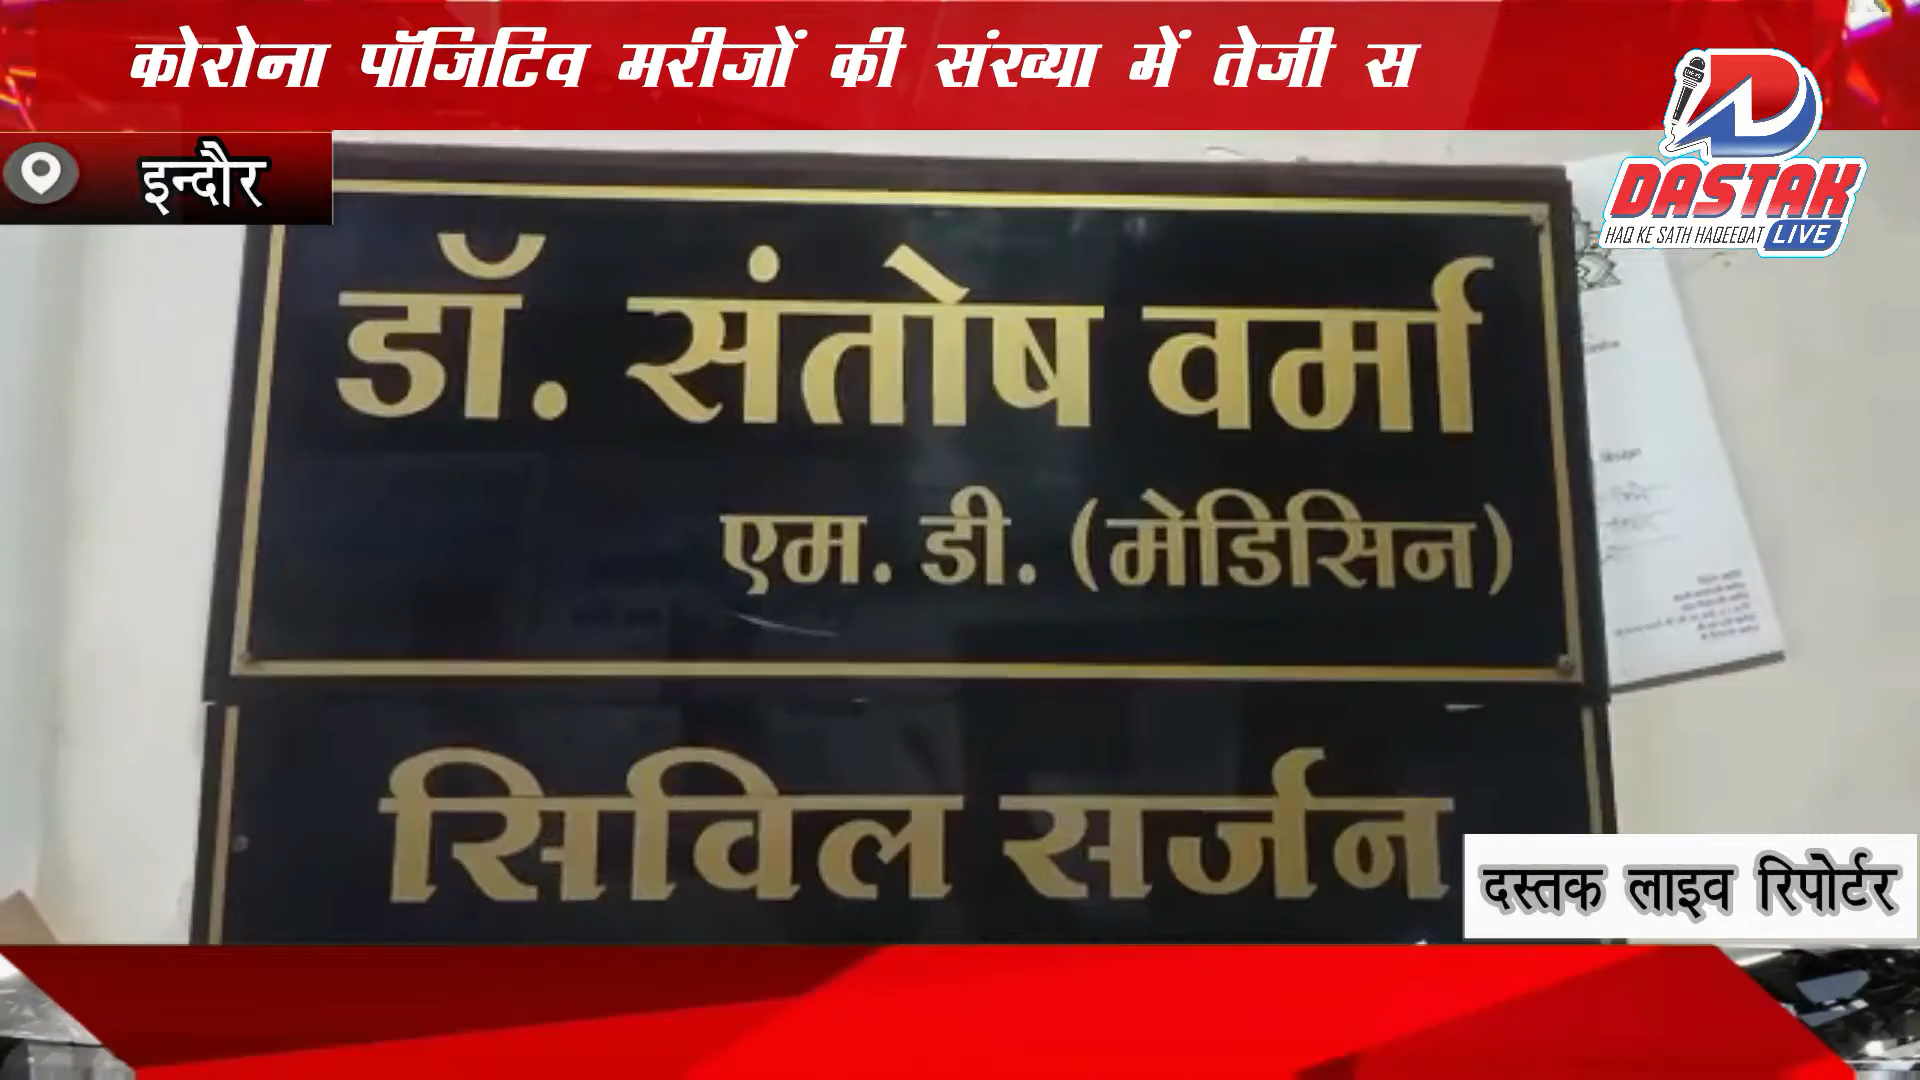 कोरोना पॉजिटिव मरीजों की संख्या में तेजी स
इन्दौर
DASTAK
HAQ KE SATH HAQEEQAT LIVE
डॉ. संतोष वर्मा
एम. डी. (मेडिसिन)
सिविल सर्जन
दस्तक लाइव रिपोर्टर